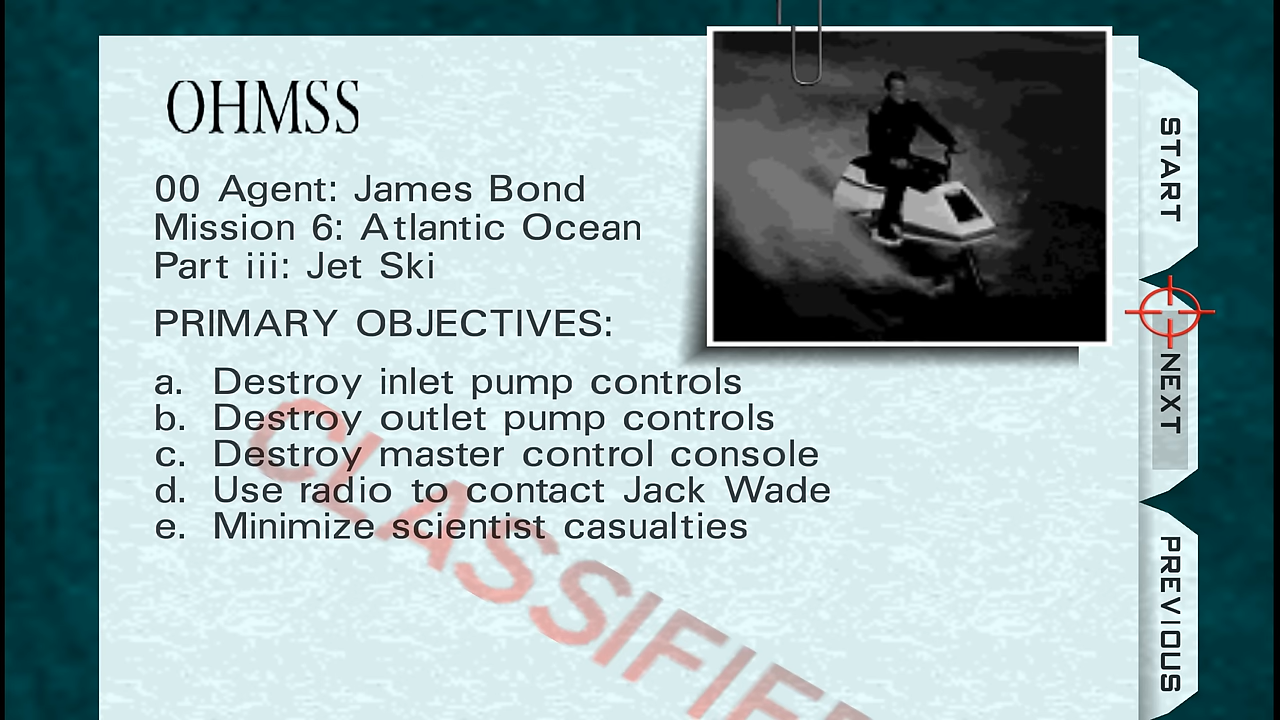 OHMSS
00 Agent: James Bond
Mission 6: Atlantic Ocean
Part iii: Jet Ski
PRIMARY OBJECTIVES:
a. Destroy inlet pump controls
b. Destroy outlet pump controls
c. Destroy master control console
d. Use radio to contact Jack Wade
e. Minimize scientist casualties
CLASSIFIE
START
NEXT
PREVIOUS